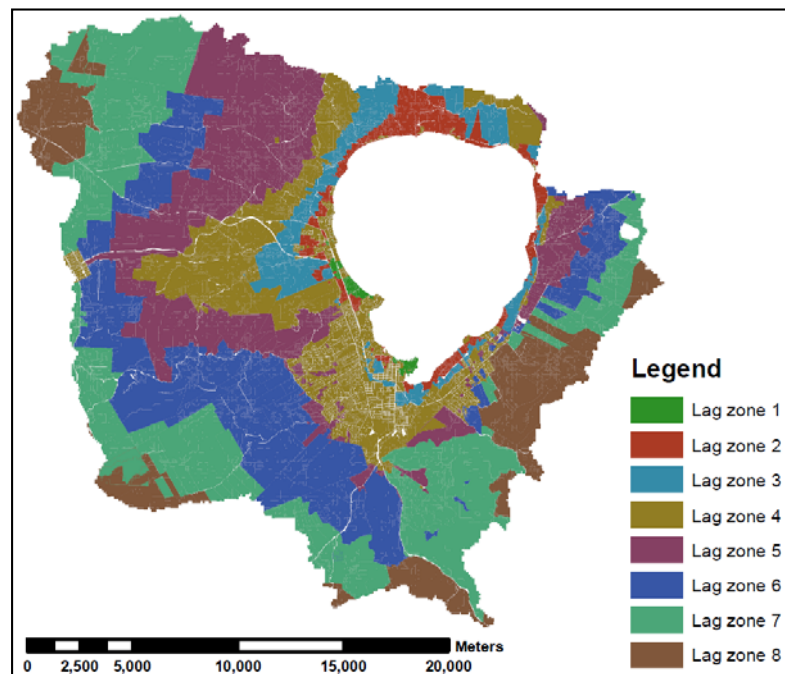 Legend
Lag zone 1
Lag zone 2
Lag zone 3
Lag zone 4
Lag zone 5
Lag zone 6
Lag zone 7
Lag zone 8
Meters
0 2,500 5,000 10,000 15,000 20,000